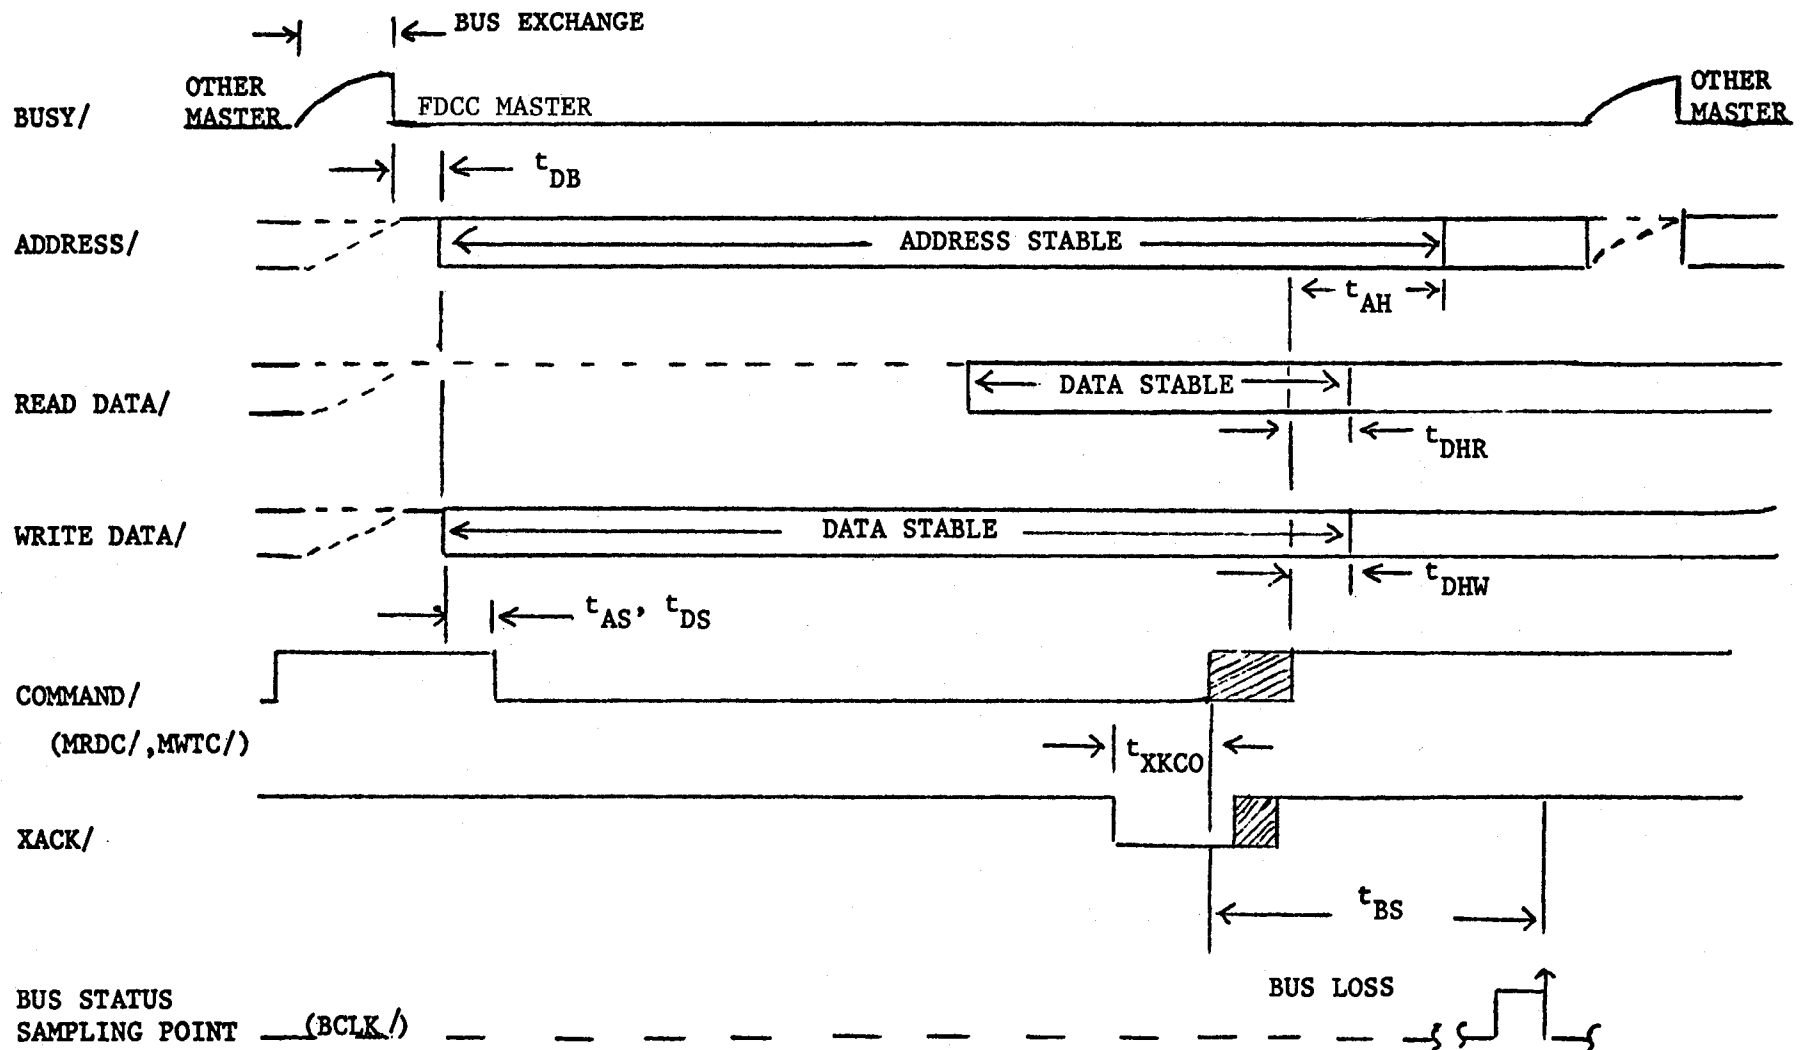 BUS EXCHANGE
OTHER
MASTER
BUSY/
FDCC MASTER
OTHER
MASTER
tDB
ADDRESS/
ADDRESS STABLE
tAH
READ DATA/
DATA STABLE
tDHR
WRITE DATA/
DATA STABLE
tDHW
tAS, tDS
COMMAND/
(MRDC/,MWTC/)
tXKCO
XACK/
tBS
BUS LOSS
BUS STATUS
SAMPLING POINT (BCLK/)